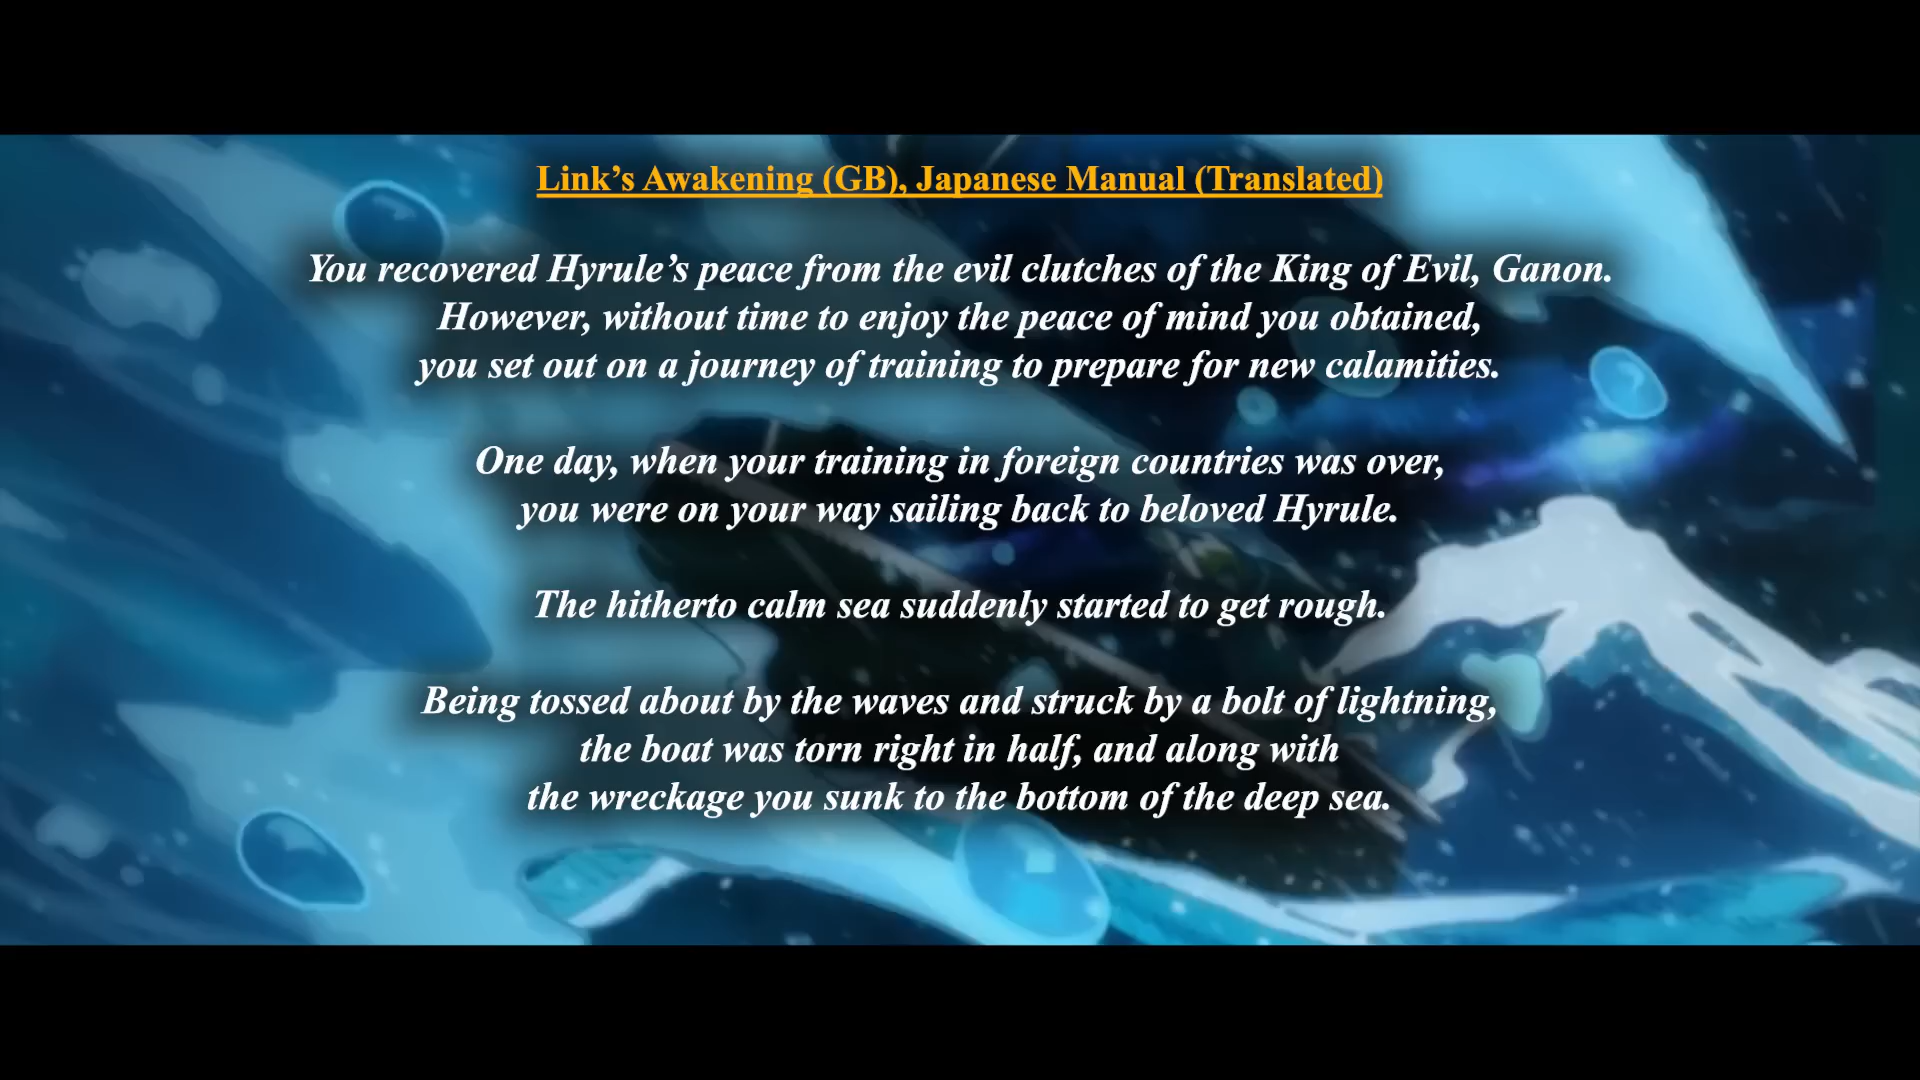 Link’s Awakening (GB), Japanese Manual (Translated)
You recovered Hyrule’s peace from the evil clutches of the King of Evil, Ganon.
However, without time to enjoy the peace of mind you obtained,
you set out on a journey of training to prepare for new calamities.
One day, when your training in foreign countries was over,
you were on your way sailing back to beloved Hyrule.
The hitherto calm sea suddenly started to get rough.
Being tossed about by the waves and struck by a bolt of lightning,
the boat was torn right in half, and along with
the wreckage you sunk to the bottom of the deep sea.